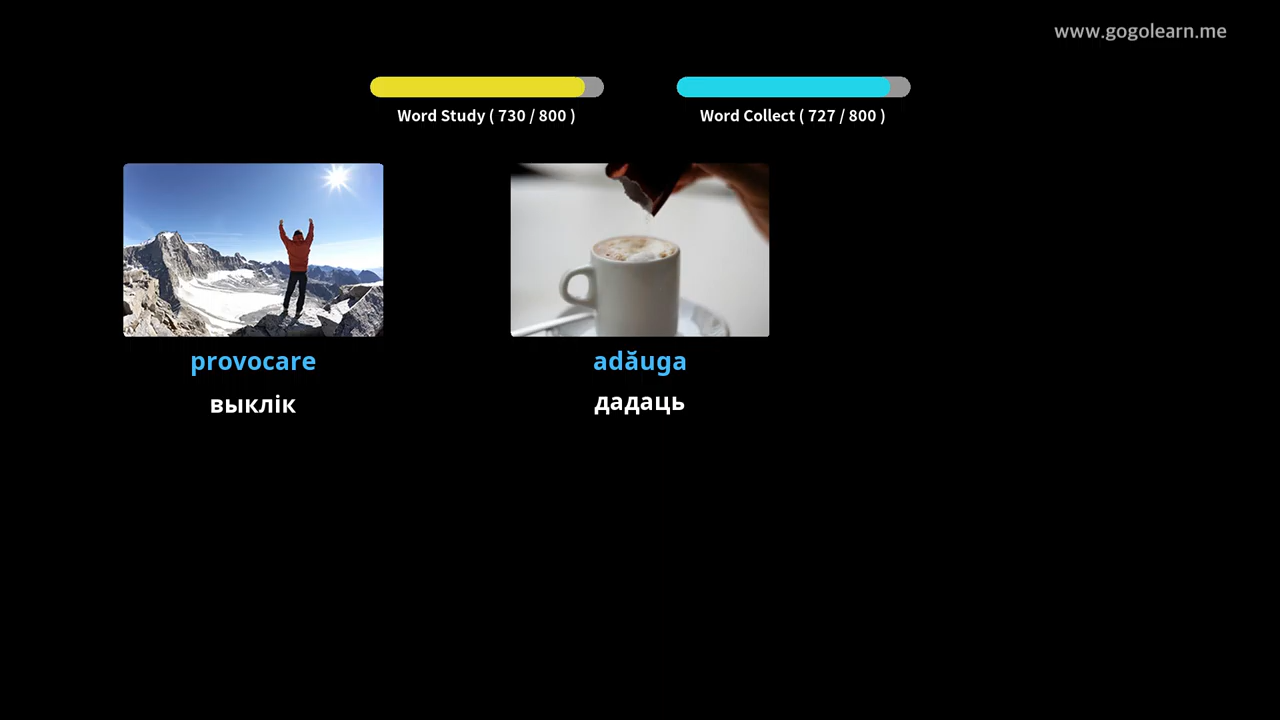 www.gogolearn.me
Word Study ( 730 / 800 )
Word Collect ( 727 / 800 )
provocare
adăuga
выклік
дадаць